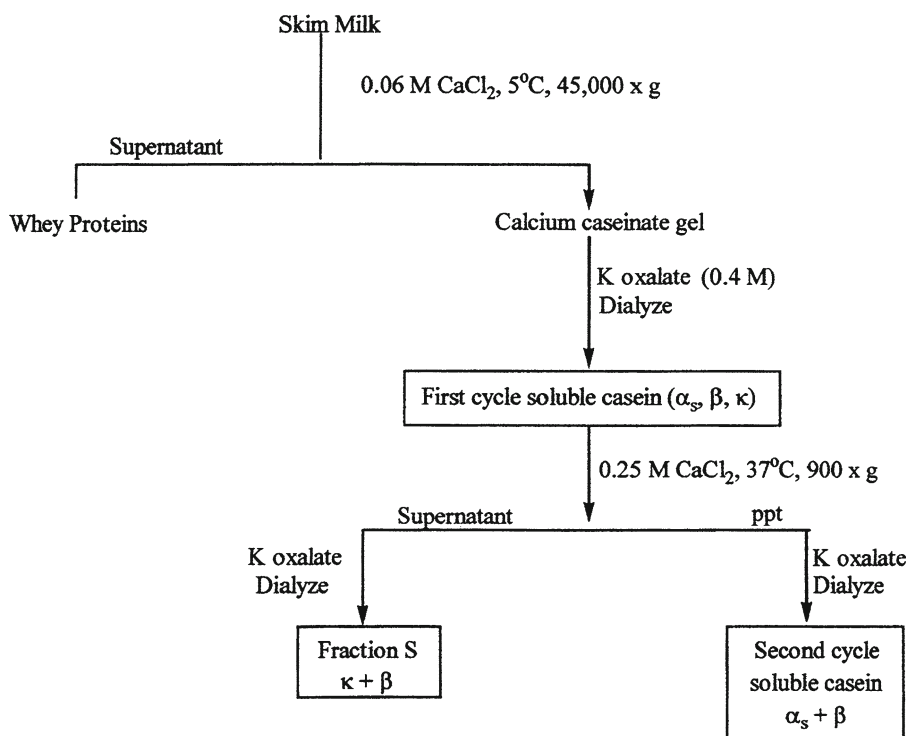 Skim Milk
0.06 M CaCl₂, 5°C, 45,000 x g
Supernatant
Whey Proteins
Calcium caseinate gel
K oxalate (0.4 M)
Dialyze
First cycle soluble casein (αₛ, β, κ)
0.25 M CaCl₂, 37°C, 900 x g
Supernatant
ppt
K oxalate
Dialyze
K oxalate
Dialyze
Fraction S
κ + β
Second cycle
soluble casein
αₛ + β